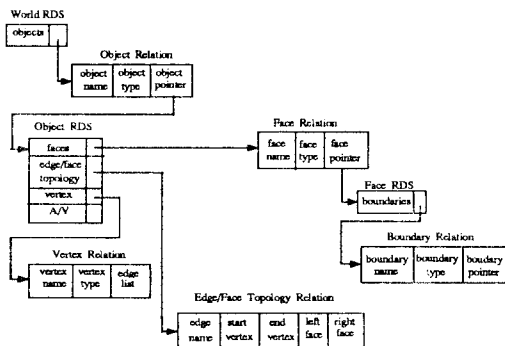 World RDS
objects
Object Relation
object name
object type
object pointer
Object RDS
faces
edge/face topology
vertex
A/V
Face Relation
face name
face type
face pointer
Face RDS
boundaries
Vertex Relation
vertex name
vertex type
edge list
Boundary Relation
boundary name
boundary type
boudary pointer
Edge/Face Topology Relation
edge name
start vertex
end vertex
left face
right face